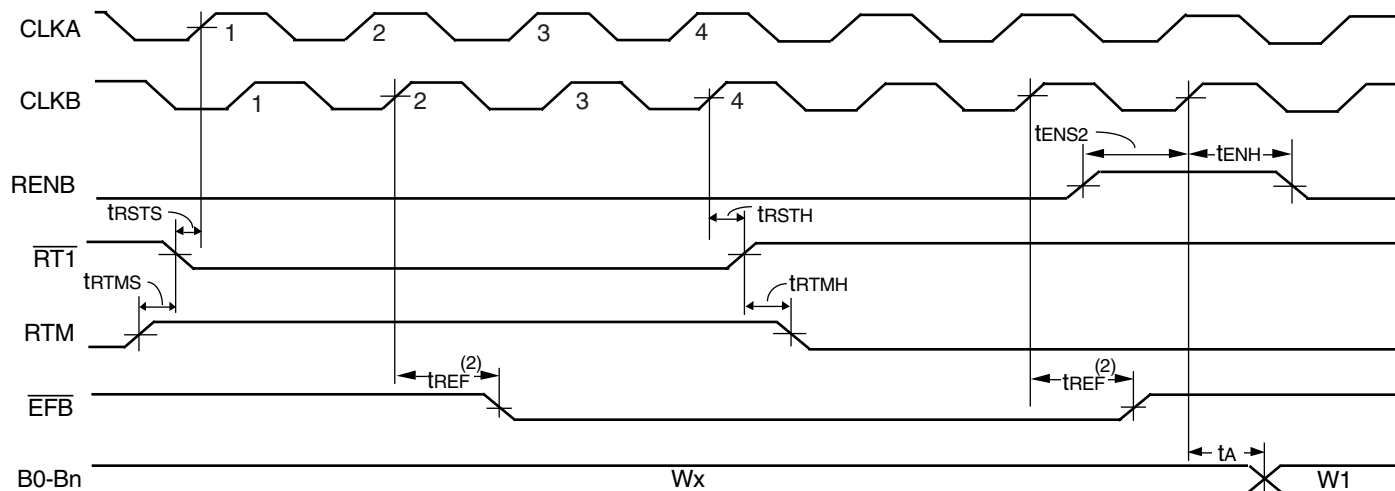 CLKA 1 2 3 4
CLKB 1 2 3 4
tENS2 tENH
RENB
tRSTS tRSTH
RT1
tRTMS tRTMH
RTM
tREF(2) tREF(2)
EFB
tA
B0-Bn Wx W1